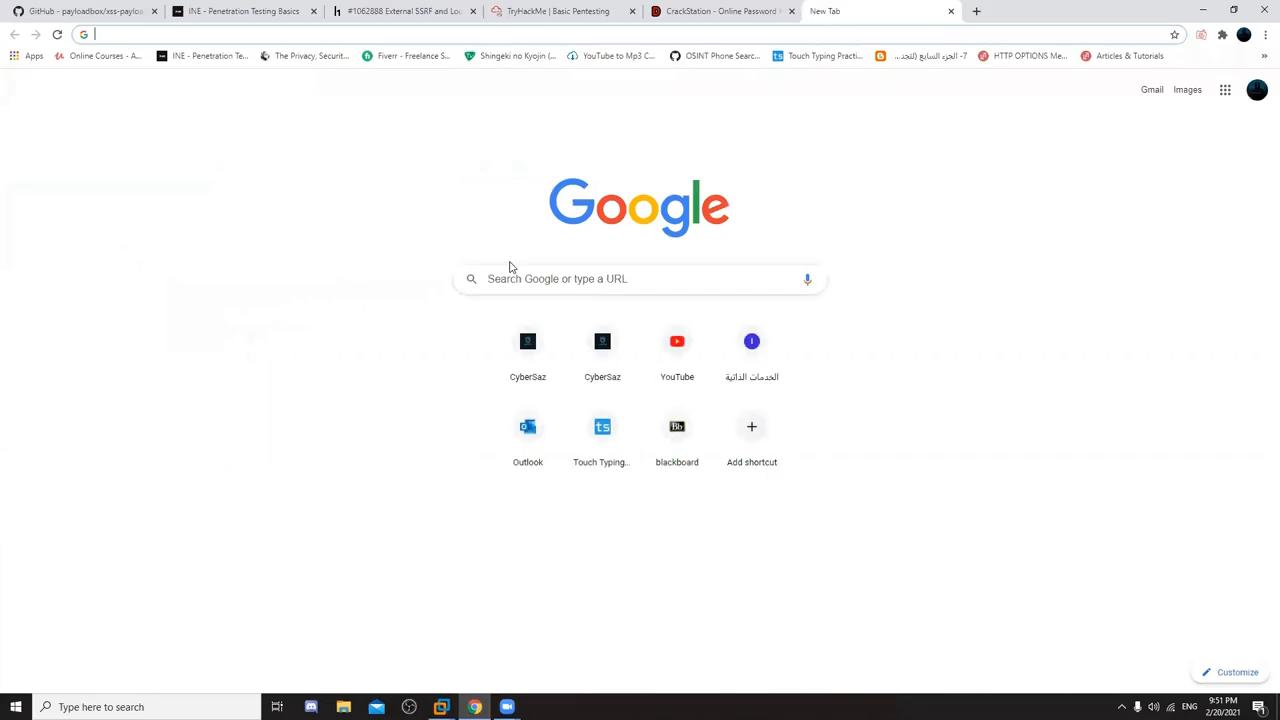 GitHub - payloadbox/xss-payloa
INE - Penetration Testing Basics
#1062888 External SSRF and Loc
TryHackMe | Basic Pentesting
CrackStation - Online Password H
New Tab
Apps
Online Courses - A...
INE - Penetration Te...
The Privacy, Securit...
Fiverr - Freelance S...
Shingeki no Kyojin (...
YouTube to Mp3 C...
OSINT Phone Searc...
Touch Typing Practi...
7- الجزء السابع (لنجد...
HTTP OPTIONS Me...
Articles & Tutorials
»
Gmail
Images
Google
Search Google or type a URL
CyberSaz
CyberSaz
YouTube
الخدمات الذاتية
Outlook
Touch Typing...
blackboard
Add shortcut
Customize
Type here to search
ENG
9:51 PM
2/20/2021